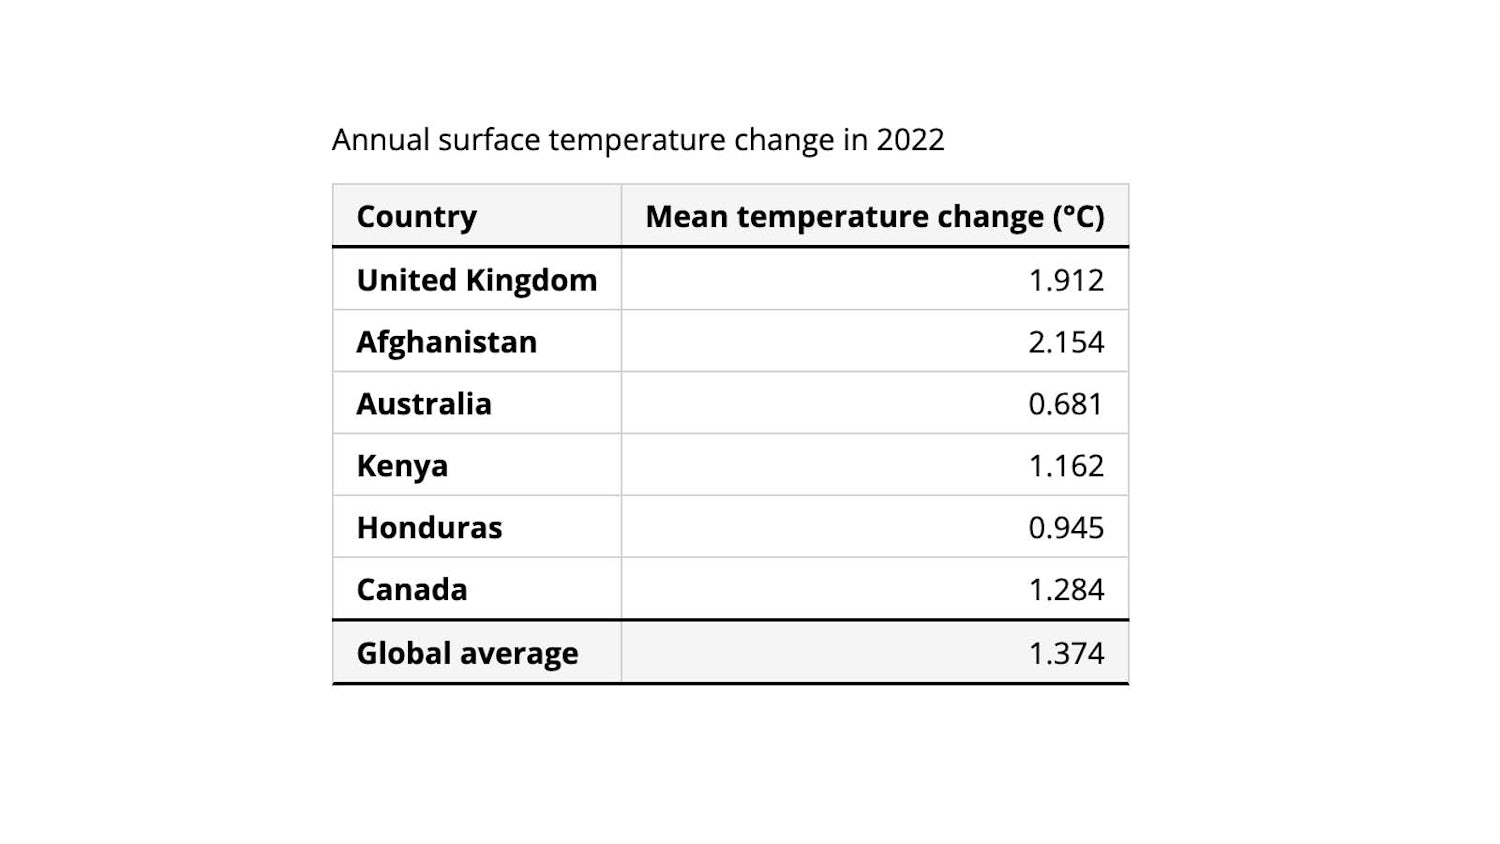 Annual surface temperature change in 2022
Country Mean temperature change (°C)
United Kingdom 1.912
Afghanistan 2.154
Australia 0.681
Kenya 1.162
Honduras 0.945
Canada 1.284
Global average 1.374